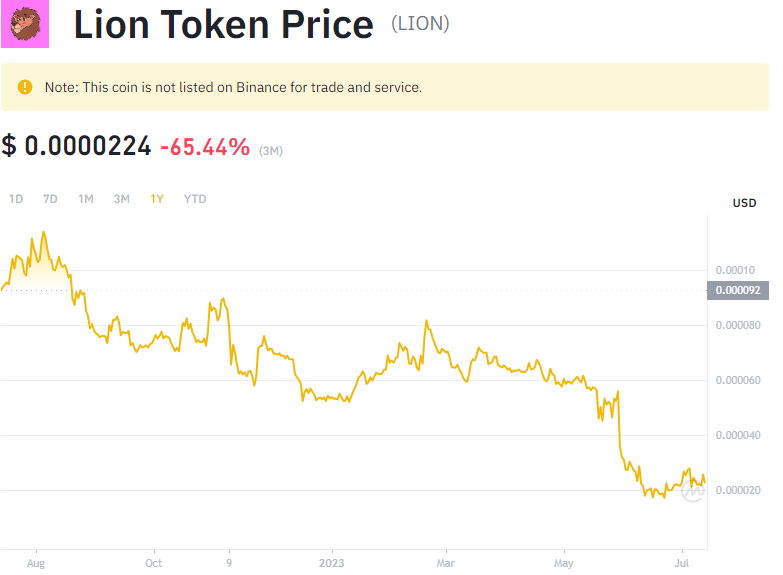 Lion Token Price (LION)
Note: This coin is not listed on Binance for trade and service.
$ 0.0000224 -65.44% (3M)
1D 7D 1M 3M 1Y YTD
USD
0.00010
0.000092
0.000080
0.000060
0.000040
0.000020
Aug Oct 9 2023 Mar May Jul